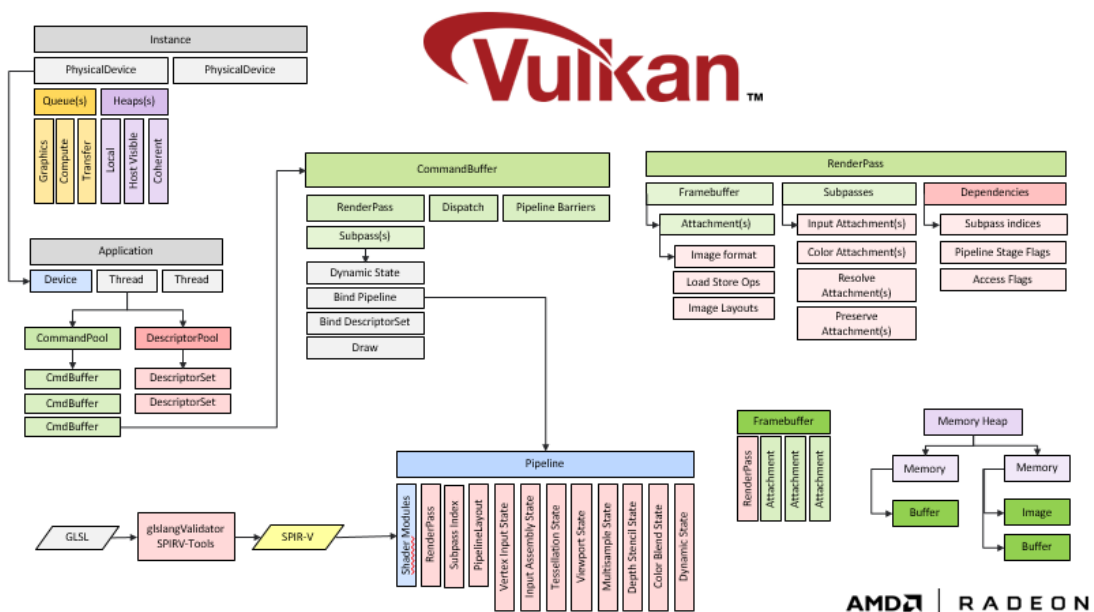 Instance
PhysicalDevice
PhysicalDevice
Queue(s)
Heaps(s)
Graphics
Compute
Transfer
Local
Host Visible
Coherent
Vulkan™
Application
Device
Thread
Thread
CommandPool
DescriptorPool
CmdBuffer
CmdBuffer
CmdBuffer
DescriptorSet
DescriptorSet
CommandBuffer
RenderPass
Dispatch
Pipeline Barriers
Subpass(s)
Dynamic State
Bind Pipeline
Bind DescriptorSet
Draw
RenderPass
Framebuffer
Subpasses
Dependencies
Attachment(s)
Image format
Load Store Ops
Image Layouts
Input Attachment(s)
Color Attachment(s)
Resolve
Attachment(s)
Preserve
Attachment(s)
Subpass indices
Pipeline Stage Flags
Access Flags
GLSL
glslangValidator
SPIRV-Tools
SPIR-V
Pipeline
Shader Modules
RenderPass
Subpass Index
PipelineLayout
Vertex Input State
Input Assembly State
Tessellation State
Viewport State
Multisample State
Depth Stencil State
Color Blend State
Dynamic State
Framebuffer
RenderPass
Attachment
Attachment
Attachment
Memory Heap
Memory
Memory
Buffer
Image
Buffer
AMD RADEON